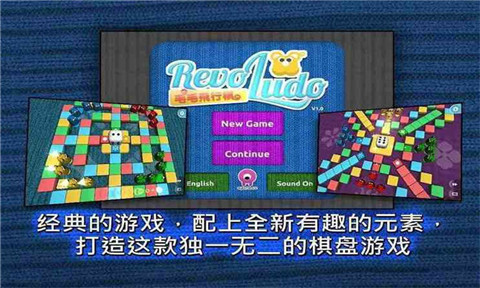 Revo Ludo
毛毛飛行棋
V1.0
New Game
Continue
English
Sound On
经典的游戏，配上全新有趣的元素，
打造這款独一无二的棋盘游戏